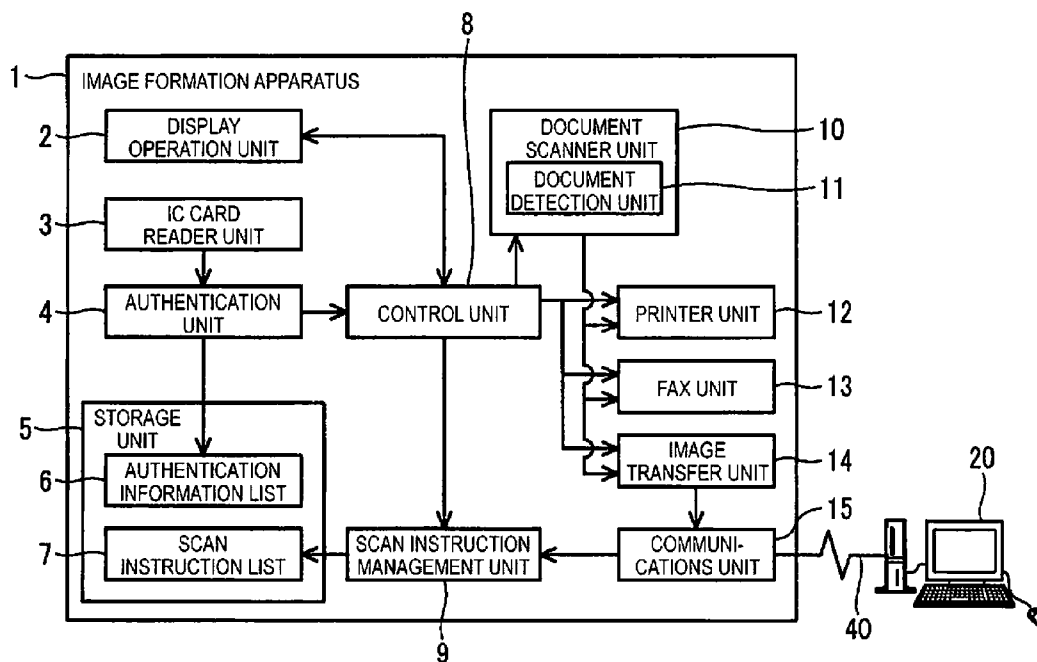 8
1
IMAGE FORMATION APPARATUS
2
DISPLAY
OPERATION UNIT
DOCUMENT
SCANNER UNIT
10
DOCUMENT
DETECTION UNIT
11
3
IC CARD
READER UNIT
4
AUTHENTICATION
UNIT
CONTROL UNIT
PRINTER UNIT
12
FAX UNIT
13
5
STORAGE
UNIT
IMAGE
TRANSFER UNIT
14
6
AUTHENTICATION
INFORMATION LIST
15
20
7
SCAN
INSTRUCTION LIST
SCAN INSTRUCTION
MANAGEMENT UNIT
COMMUNI-
CATIONS UNIT
9
40